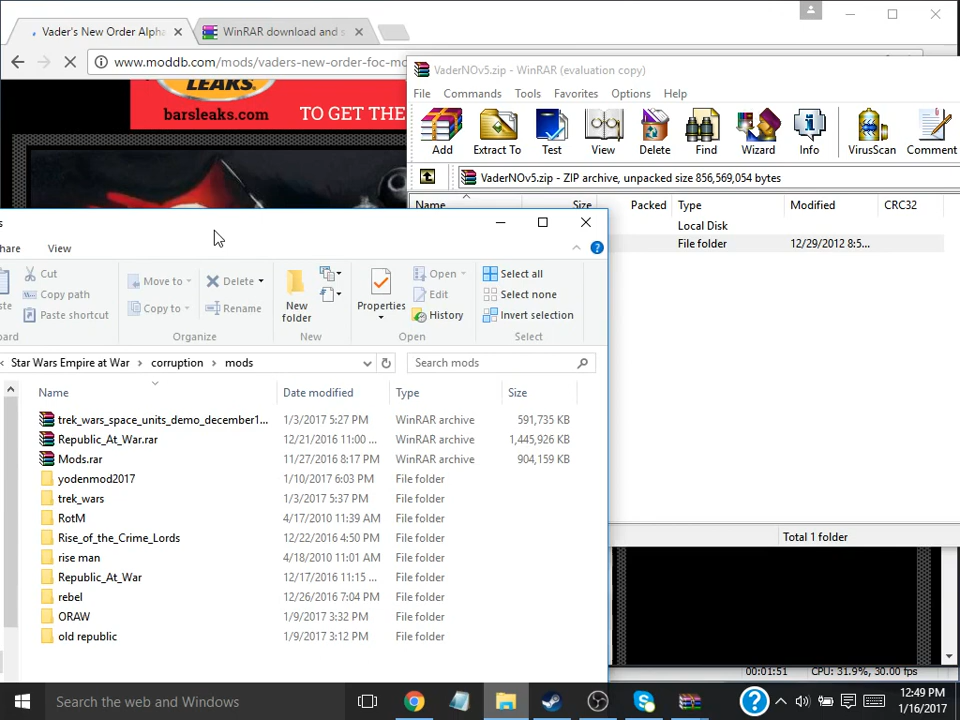 Vader's New Order Alpha
WinRAR download and s
www.moddb.com/mods/vaders-new-order-foc-mo
LEAKS.
barsleaks.com
TO GET THE
VaderNOv5.zip - WinRAR (evaluation copy)
File Commands Tools Favorites Options Help
Add Extract To Test View Delete Find Wizard Info VirusScan Comment
VaderNOv5.zip - ZIP archive, unpacked size 856,569,054 bytes
Name Size Packed Type Modified CRC32
Local Disk
File folder 12/29/2012 8:5...
Total 1 folder
s
hare View
Cut
Copy path
ste
Paste shortcut
oard
Move to
Copy to
Delete
Rename
Organize
New folder
New
Properties
Open
Edit
History
Open
Select all
Select none
Invert selection
Select
Star Wars Empire at War › corruption › mods
Search mods
Name Date modified Type Size
trek_wars_space_units_demo_december1... 1/3/2017 5:27 PM WinRAR archive 591,735 KB
Republic_At_War.rar 12/21/2016 11:00 ... WinRAR archive 1,445,926 KB
Mods.rar 11/27/2016 8:17 PM WinRAR archive 904,159 KB
yodenmod2017 1/10/2017 6:03 PM File folder
trek_wars 1/3/2017 5:37 PM File folder
RotM 4/17/2010 11:39 AM File folder
Rise_of_the_Crime_Lords 12/22/2016 4:50 PM File folder
rise man 4/18/2010 11:01 AM File folder
Republic_At_War 12/17/2016 11:15 ... File folder
rebel 12/26/2016 7:04 PM File folder
ORAW 1/9/2017 3:32 PM File folder
old republic 1/9/2017 3:12 PM File folder
00:01:51 CPU: 31.9%, 30.00 fps
Search the web and Windows
12:49 PM
1/16/2017